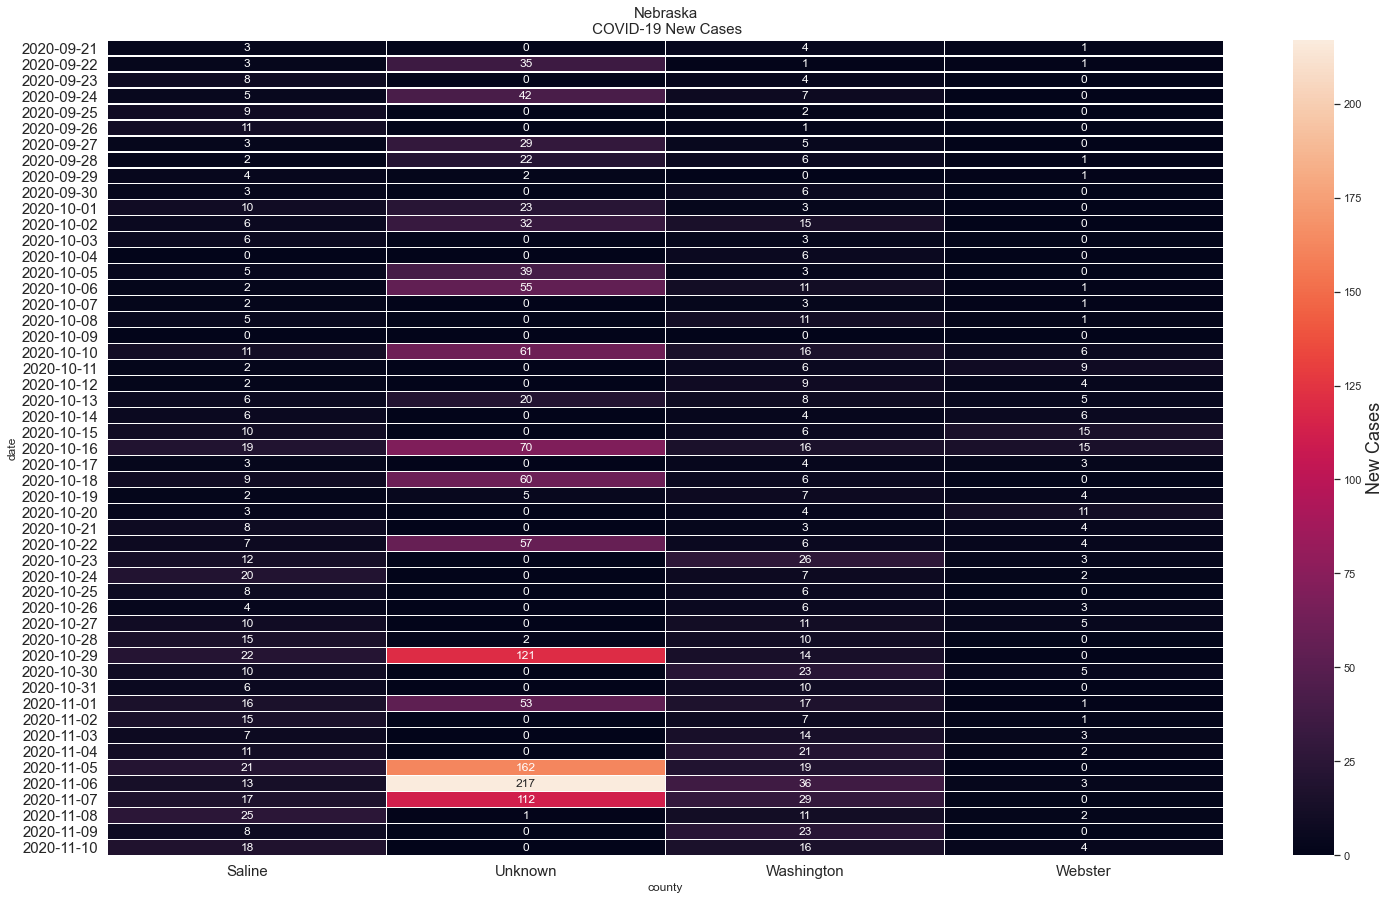 Nebraska
COVID-19 New Cases
2020-09-21 3 0 4 1
2020-09-22 3 35 1 1
2020-09-23 8 0 4 0
2020-09-24 5 42 7 0
2020-09-25 9 0 2 0
2020-09-26 11 0 1 0
2020-09-27 3 29 5 0
2020-09-28 2 22 6 1
2020-09-29 4 2 0 1
2020-09-30 3 0 6 0
2020-10-01 10 23 3 0
2020-10-02 6 32 15 0
2020-10-03 6 0 3 0
2020-10-04 0 0 6 0
2020-10-05 5 39 3 0
2020-10-06 2 55 11 1
2020-10-07 2 0 3 1
2020-10-08 5 0 11 1
2020-10-09 0 0 0 0
2020-10-10 11 61 16 6
2020-10-11 2 0 6 9
2020-10-12 2 0 9 4
2020-10-13 6 20 8 5
2020-10-14 6 0 4 6
2020-10-15 10 0 6 15
2020-10-16 19 70 16 15
2020-10-17 3 0 4 3
2020-10-18 9 60 6 0
2020-10-19 2 5 7 4
2020-10-20 3 0 4 11
2020-10-21 8 0 3 4
2020-10-22 7 57 6 4
2020-10-23 12 0 26 3
2020-10-24 20 0 7 2
2020-10-25 8 0 6 0
2020-10-26 4 0 6 3
2020-10-27 10 0 11 5
2020-10-28 15 2 10 0
2020-10-29 22 121 14 0
2020-10-30 10 0 23 5
2020-10-31 6 0 10 0
2020-11-01 16 53 17 1
2020-11-02 15 0 7 1
2020-11-03 7 0 14 3
2020-11-04 11 0 21 2
2020-11-05 21 162 19 0
2020-11-06 13 217 36 3
2020-11-07 17 112 29 0
2020-11-08 25 1 11 2
2020-11-09 8 0 23 0
2020-11-10 18 0 16 4
date
Saline Unknown Washington Webster
county
200
175
150
125
100
75
50
25
0
New Cases